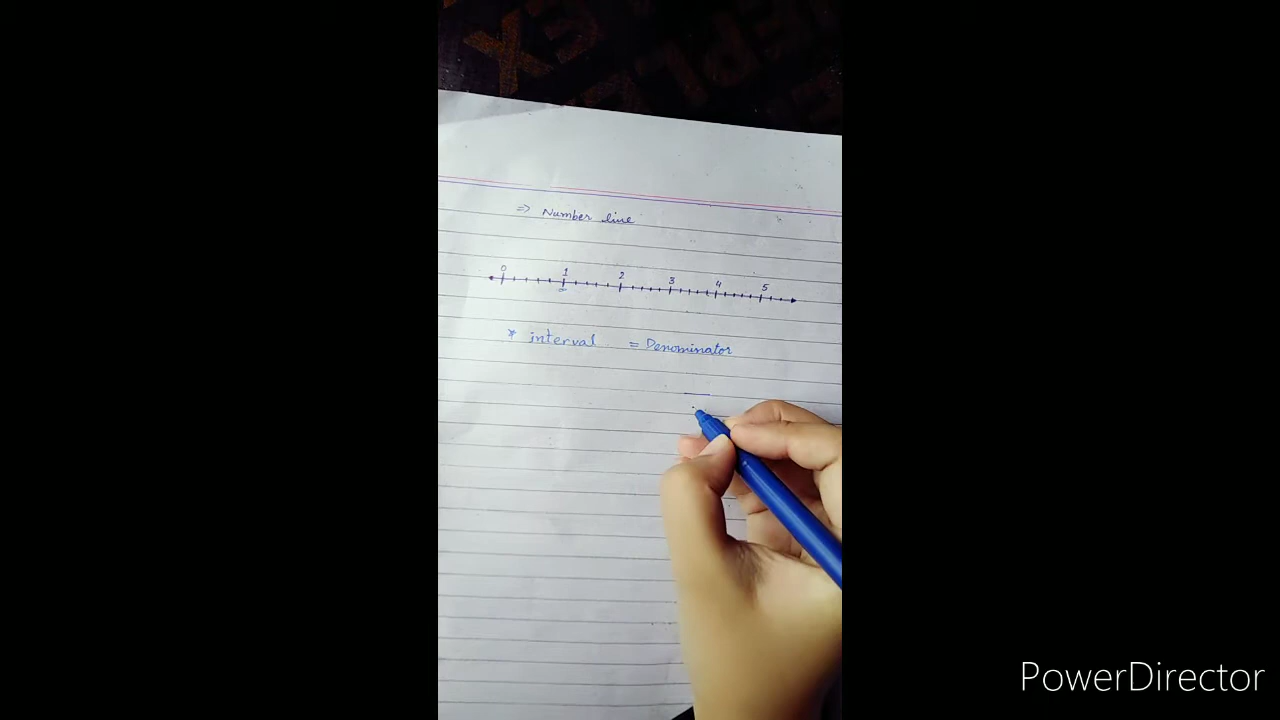 => Number line
0 1 2 3 4 5
* interval = Denominator
PowerDirector